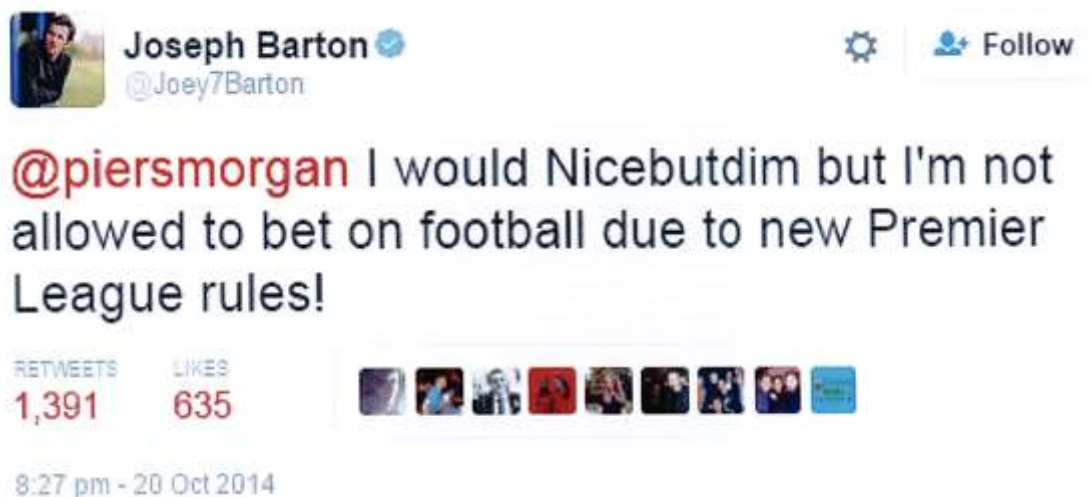 Joseph Barton
@Joey7Barton
Follow
@piersmorgan I would Nicebutdim but I'm not
allowed to bet on football due to new Premier
League rules!
RETWEETS LIKES
1,391 635
8:27 pm - 20 Oct 2014